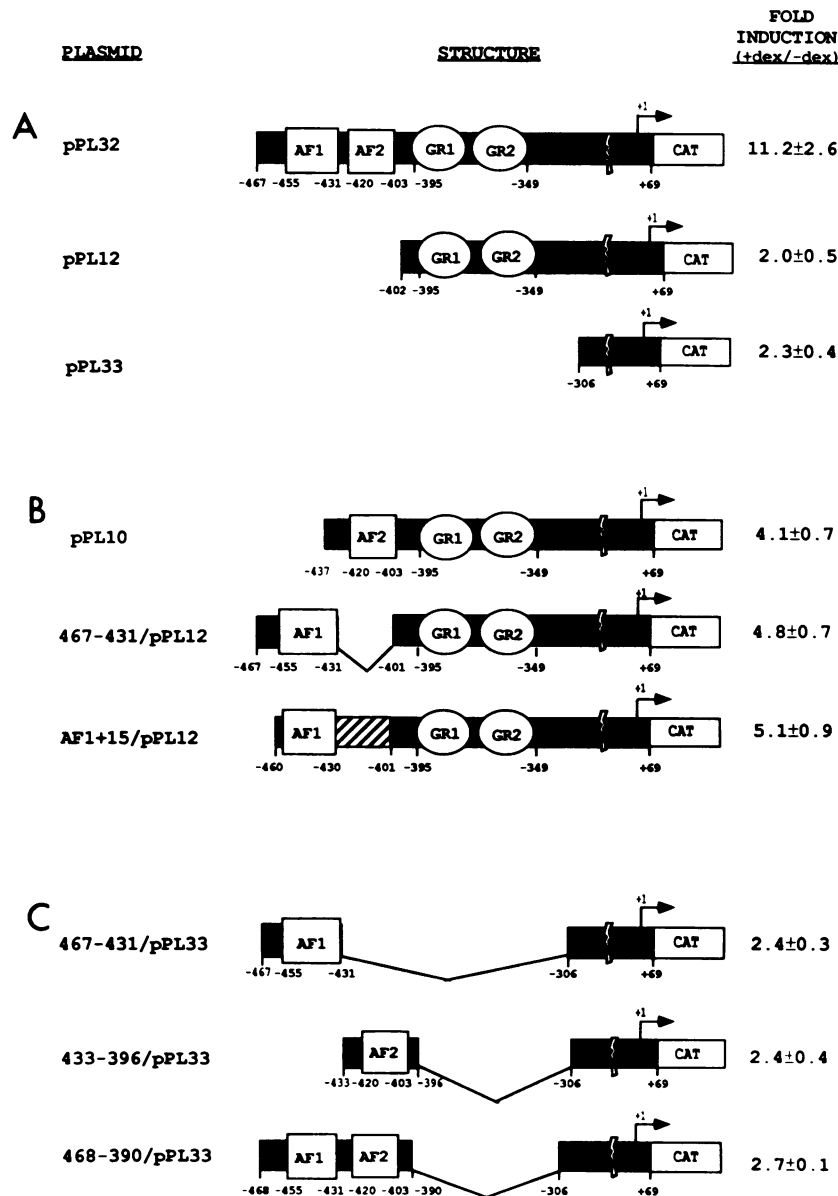 PLASMID STRUCTURE FOLD INDUCTION (+dex/-dex)
A
pPL32 AF1 AF2 GR1 GR2 +1 CAT 11.2±2.6
-467 -455 -431 -420 -403 -395 -349 +69
pPL12 GR1 GR2 +1 CAT 2.0±0.5
-402 -395 -349 +69
pPL33 +1 CAT 2.3±0.4
-306 +69
B
pPL10 AF2 GR1 GR2 +1 CAT 4.1±0.7
-437 -420 -403 -395 -349 +69
467-431/pPL12 AF1 GR1 GR2 +1 CAT 4.8±0.7
-467 -455 -431 -401 -395 -349 +69
AF1+15/pPL12 AF1 GR1 GR2 +1 CAT 5.1±0.9
-460 -430 -401 -395 -349 +69
C
467-431/pPL33 AF1 +1 CAT 2.4±0.3
-467 -455 -431 -306 +69
433-396/pPL33 AF2 +1 CAT 2.4±0.4
-433 -420 -403 -396 -306 +69
468-390/pPL33 AF1 AF2 +1 CAT 2.7±0.1
-468 -455 -431 -420 -403 -390 -306 +69